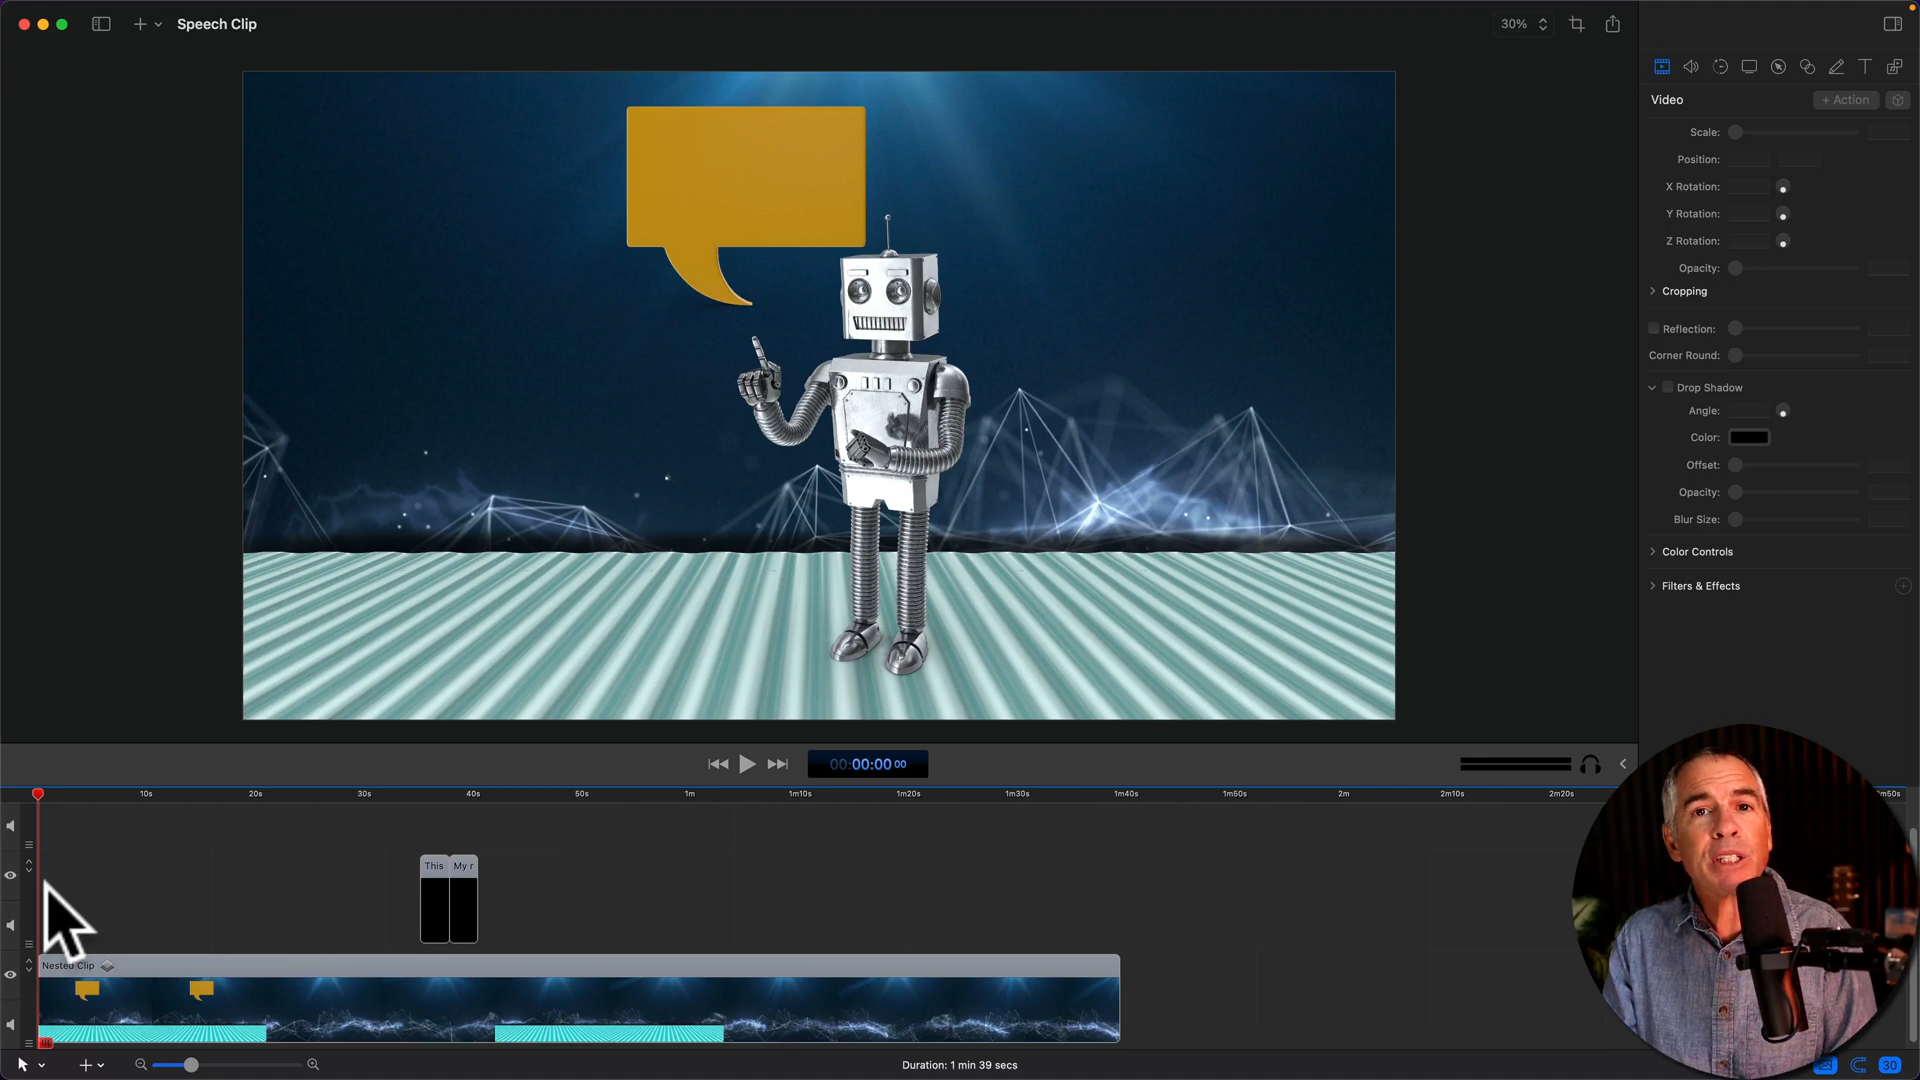 Speech Clip
30%
Video
+ Action
Scale:
Position:
X Rotation:
Y Rotation:
Z Rotation:
Opacity:
Cropping
Reflection:
Corner Round:
Drop Shadow
Angle:
Color:
Offset:
Opacity:
Blur Size:
Color Controls
Filters & Effects
00:00:00 00
10s 20s 30s 40s 50s 1m 1m10s 1m20s 1m30s 1m40s 1m50s 2m 2m10s 2m20s
This My r
Nested Clip
Duration: 1 min 39 secs
30